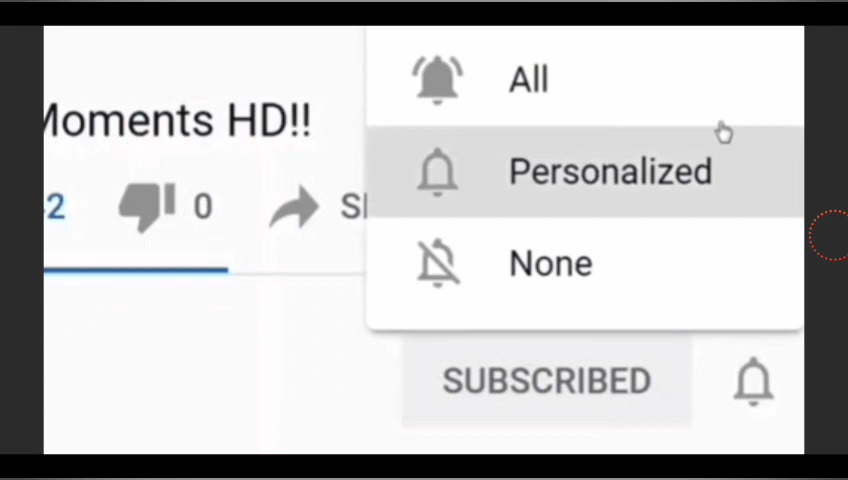 All
Moments HD!!
Personalized
2
0
None
SUBSCRIBED